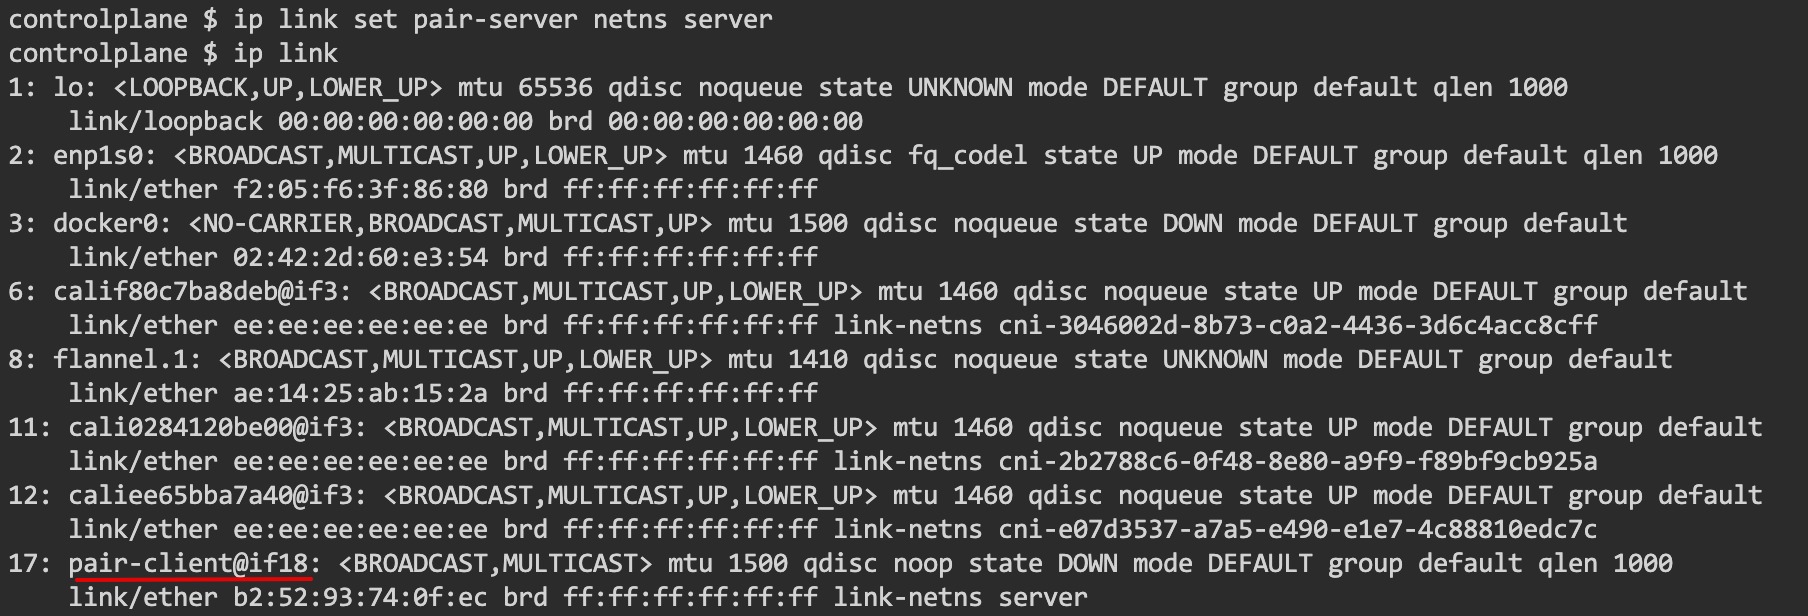 controlplane $ ip link set pair-server netns server
controlplane $ ip link
1: lo: <LOOPBACK,UP,LOWER_UP> mtu 65536 qdisc noqueue state UNKNOWN mode DEFAULT group default qlen 1000
    link/loopback 00:00:00:00:00:00 brd 00:00:00:00:00:00
2: enp1s0: <BROADCAST,MULTICAST,UP,LOWER_UP> mtu 1460 qdisc fq_codel state UP mode DEFAULT group default qlen 1000
    link/ether f2:05:f6:3f:86:80 brd ff:ff:ff:ff:ff:ff
3: docker0: <NO-CARRIER,BROADCAST,MULTICAST,UP> mtu 1500 qdisc noqueue state DOWN mode DEFAULT group default
    link/ether 02:42:2d:60:e3:54 brd ff:ff:ff:ff:ff:ff
6: calif80c7ba8deb@if3: <BROADCAST,MULTICAST,UP,LOWER_UP> mtu 1460 qdisc noqueue state UP mode DEFAULT group default
    link/ether ee:ee:ee:ee:ee:ee brd ff:ff:ff:ff:ff:ff link-netns cni-3046002d-8b73-c0a2-4436-3d6c4acc8cff
8: flannel.1: <BROADCAST,MULTICAST,UP,LOWER_UP> mtu 1410 qdisc noqueue state UNKNOWN mode DEFAULT group default
    link/ether ae:14:25:ab:15:2a brd ff:ff:ff:ff:ff:ff
11: cali0284120be00@if3: <BROADCAST,MULTICAST,UP,LOWER_UP> mtu 1460 qdisc noqueue state UP mode DEFAULT group default
    link/ether ee:ee:ee:ee:ee:ee brd ff:ff:ff:ff:ff:ff link-netns cni-2b2788c6-0f48-8e80-a9f9-f89bf9cb925a
12: caliee65bba7a40@if3: <BROADCAST,MULTICAST,UP,LOWER_UP> mtu 1460 qdisc noqueue state UP mode DEFAULT group default
    link/ether ee:ee:ee:ee:ee:ee brd ff:ff:ff:ff:ff:ff link-netns cni-e07d3537-a7a5-e490-e1e7-4c88810edc7c
17: pair-client@if18: <BROADCAST,MULTICAST> mtu 1500 qdisc noop state DOWN mode DEFAULT group default qlen 1000
    link/ether b2:52:93:74:0f:ec brd ff:ff:ff:ff:ff:ff link-netns server